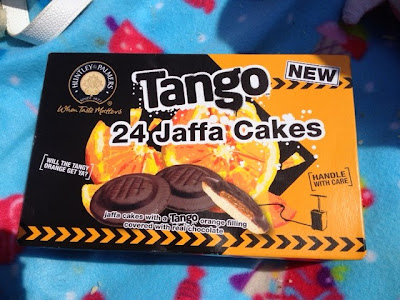 HUNTLEY & PALMERS
When Taste Matters
Tango
NEW
24 Jaffa Cakes
[WILL THE TANGY
ORANGE GET YA?]
[HANDLE
WITH CARE]
jaffa cakes with a Tango orange filling
covered with real chocolate